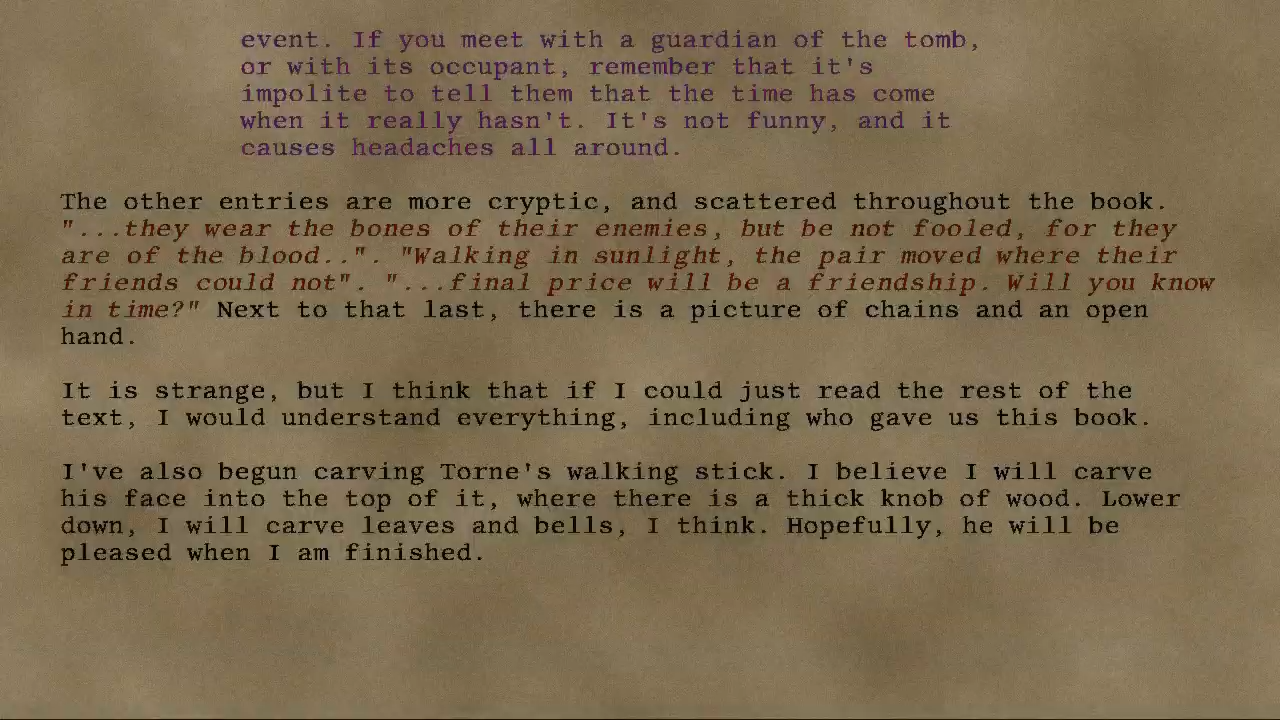 event. If you meet with a guardian of the tomb,
or with its occupant, remember that it's
impolite to tell them that the time has come
when it really hasn't. It's not funny, and it
causes headaches all around.
The other entries are more cryptic, and scattered throughout the book.
"...they wear the bones of their enemies, but be not fooled, for they
are of the blood..". "Walking in sunlight, the pair moved where their
friends could not". "...final price will be a friendship. Will you know
in time?" Next to that last, there is a picture of chains and an open
hand.
It is strange, but I think that if I could just read the rest of the
text, I would understand everything, including who gave us this book.
I've also begun carving Torne's walking stick. I believe I will carve
his face into the top of it, where there is a thick knob of wood. Lower
down, I will carve leaves and bells, I think. Hopefully, he will be
pleased when I am finished.